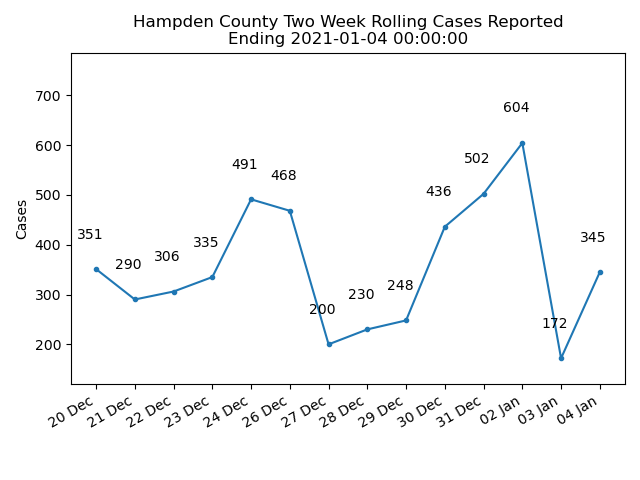 Hampden County Two Week Rolling Cases Reported
Ending 2021-01-04 00:00:00
Cases
700
600
500
400
300
200
351
290
306
335
491
468
200
230
248
436
502
604
172
345
20 Dec
21 Dec
22 Dec
23 Dec
24 Dec
26 Dec
27 Dec
28 Dec
29 Dec
30 Dec
31 Dec
02 Jan
03 Jan
04 Jan